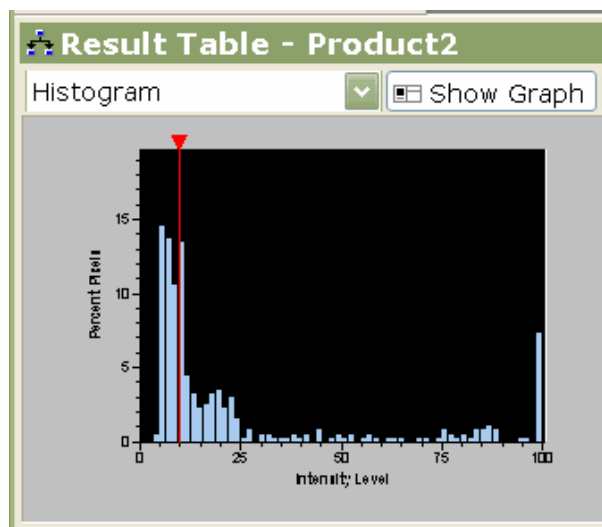 Result Table - Product2
Histogram
Show Graph
15
10
5
0
Percent Pixels
0 25 50 75 100
Intensity Level